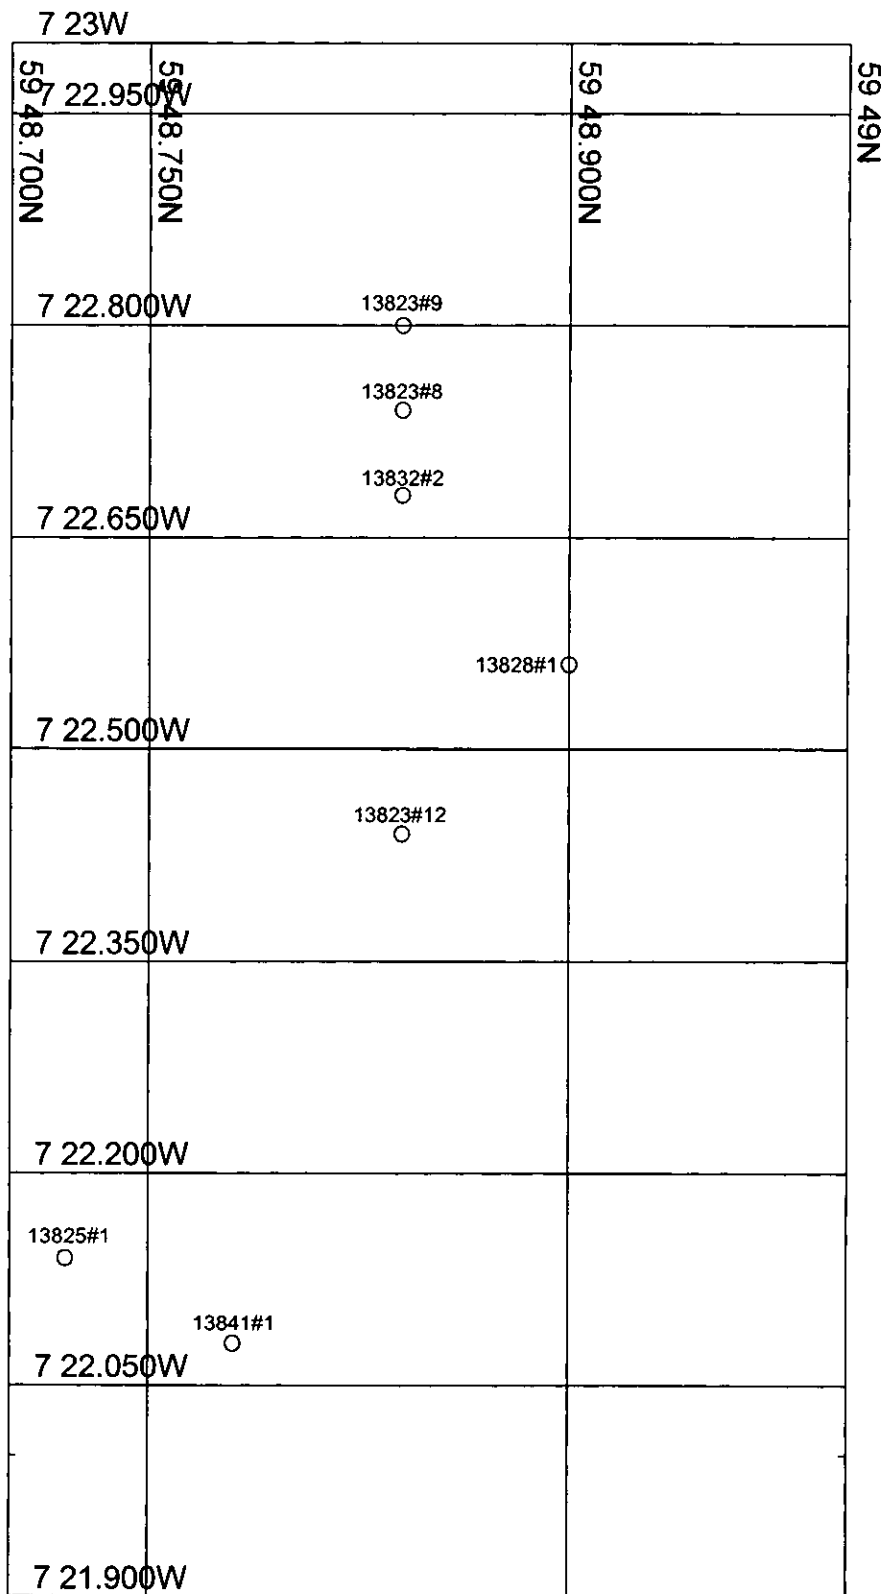 7 23W
59 48.700N
59 48.750N
59 48.900N
59 49N
7 22.950W
7 22.800W
13823#9
13823#8
13832#2
7 22.650W
13828#1
7 22.500W
13823#12
7 22.350W
7 22.200W
13825#1
13841#1
7 22.050W
7 21.900W